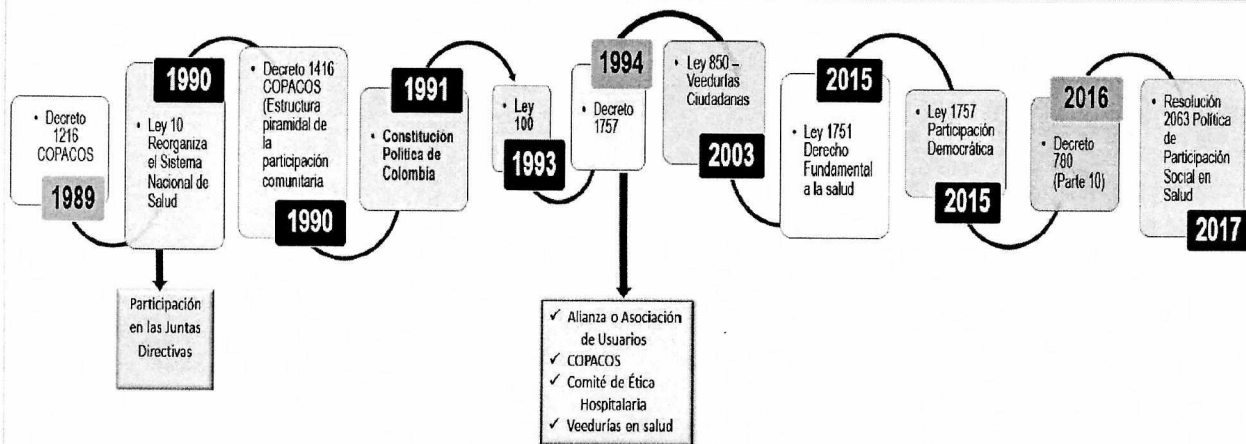 • Decreto
1216
COPACOS
1989
1990
• Ley 10
Reorganiza
el Sistema
Nacional de
Salud
Participación
en las Juntas
Directivas
• Decreto 1416
COPACOS
(Estructura
piramidal de
la
participación
comunitaria
1990
1991
• Constitución
Política de
Colombia
• Ley
100
1993
1994
• Decreto
1757
✓ Alianza o Asociación
de Usuarios
✓ COPACOS
✓ Comité de Ética
Hospitalaria
✓ Veedurías en salud
• Ley 850 –
Veedurías
Ciudadanas
2003
2015
• Ley 1751
Derecho
Fundamental
a la salud
• Ley 1757
Participación
Democrática
2015
2016
• Decreto
780
(Parte 10)
• Resolución
2063 Política
de
Participación
Social en
Salud
2017